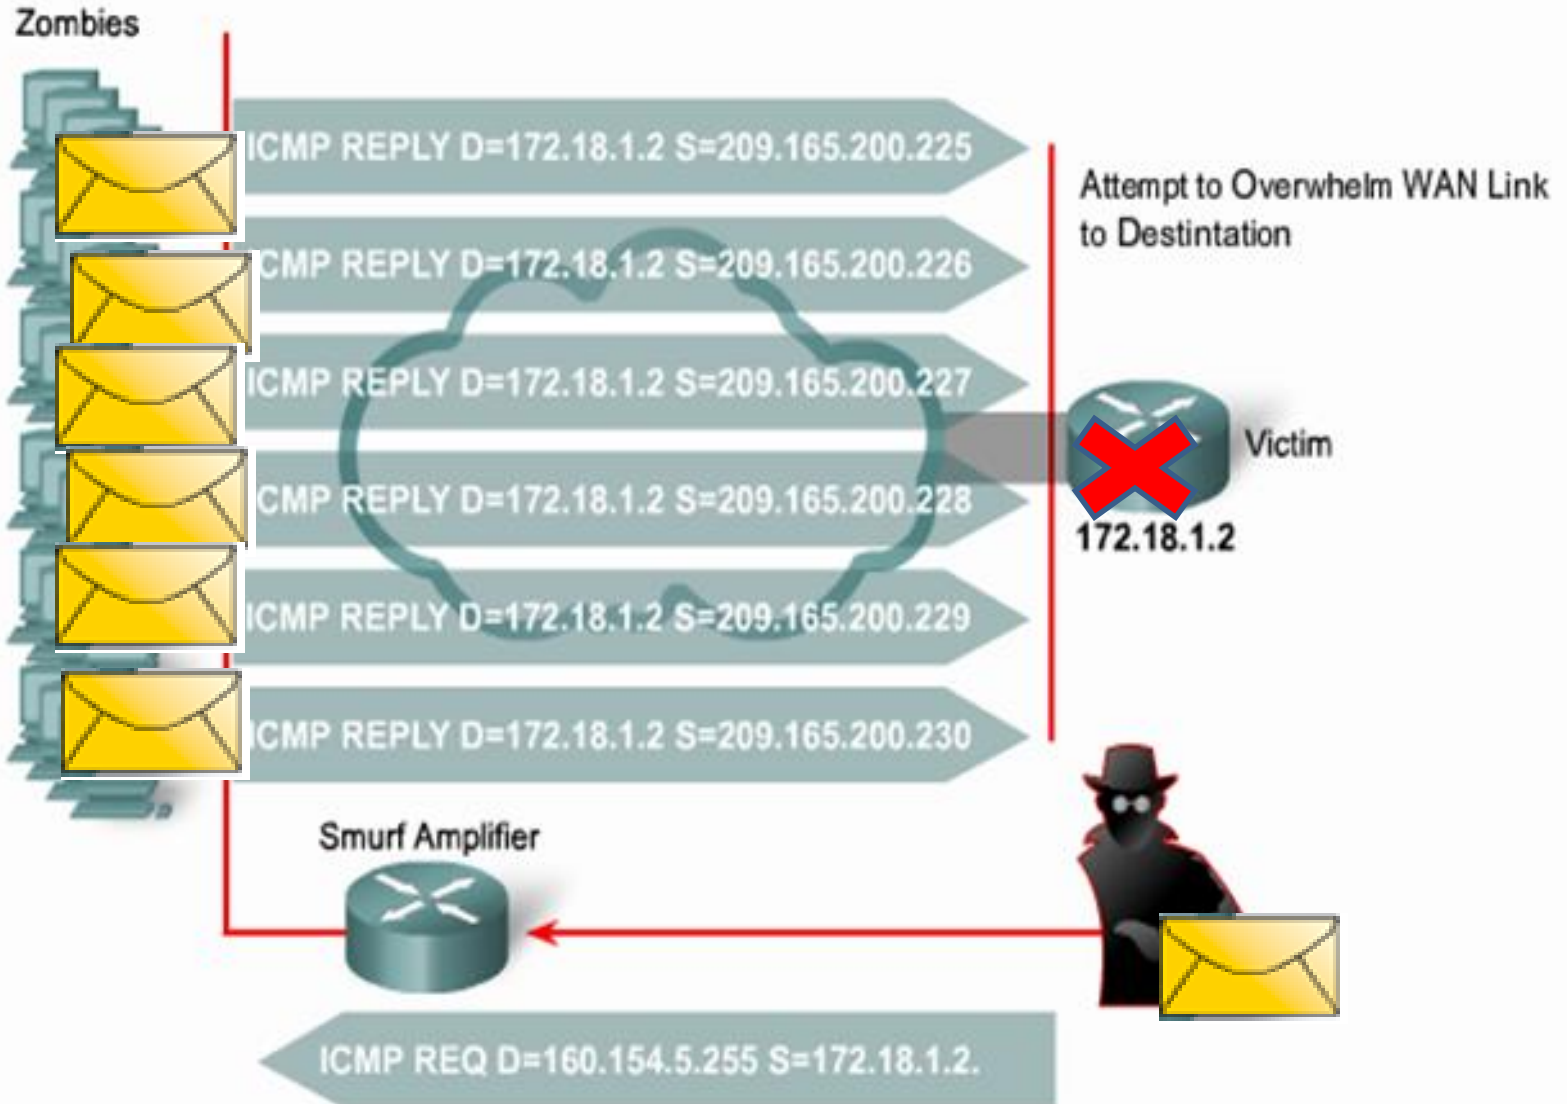 Zombies
ICMP REPLY D=172.18.1.2 S=209.165.200.225
Attempt to Overwhelm WAN Link
to Destintation
CMP REPLY D=172.18.1.2 S=209.165.200.226
ICMP REPLY D=172.18.1.2 S=209.165.200.227
Victim
CMP REPLY D=172.18.1.2 S=209.165.200.228
172.18.1.2
ICMP REPLY D=172.18.1.2 S=209.165.200.229
ICMP REPLY D=172.18.1.2 S=209.165.200.230
Smurf Amplifier
ICMP REQ D=160.154.5.255 S=172.18.1.2.